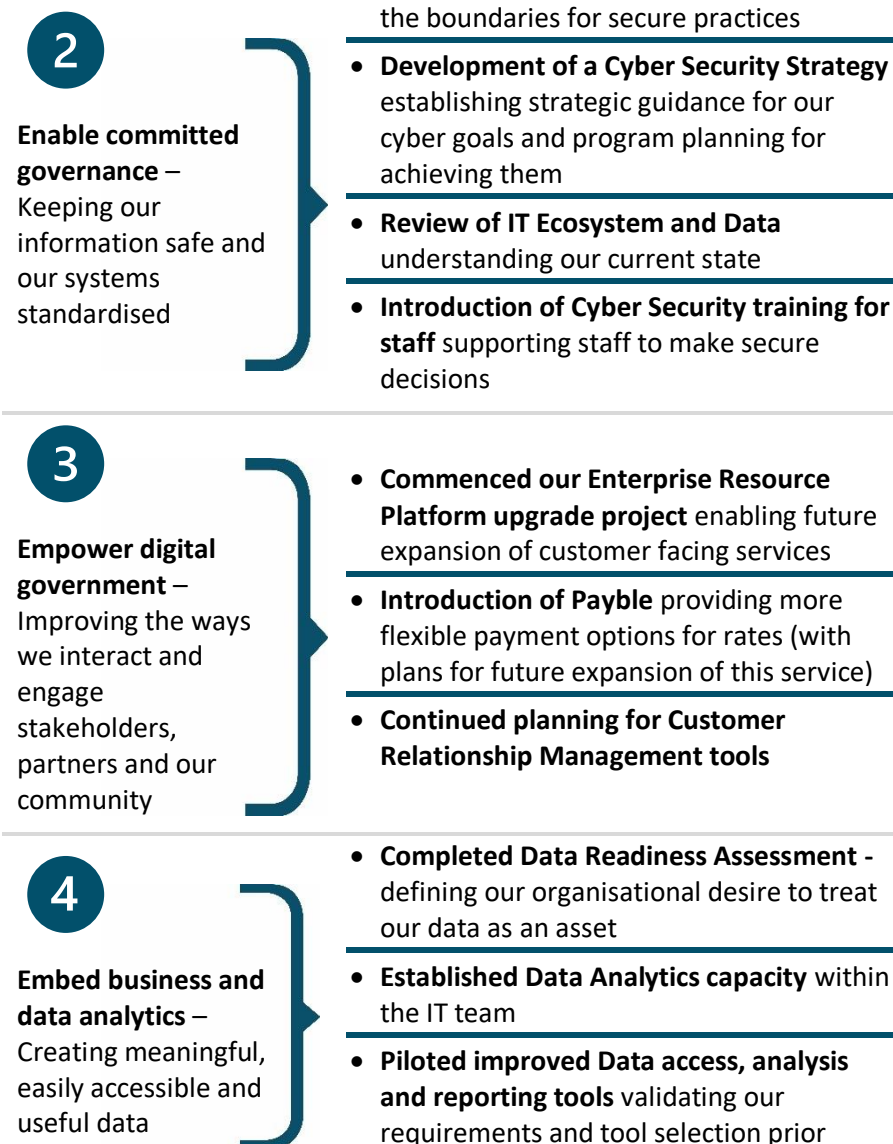 2
Enable committed
governance –
Keeping our
information safe and
our systems
standardised
the boundaries for secure practices
• Development of a Cyber Security Strategy
establishing strategic guidance for our
cyber goals and program planning for
achieving them
• Review of IT Ecosystem and Data
understanding our current state
• Introduction of Cyber Security training for
staff supporting staff to make secure
decisions
3
Empower digital
government –
Improving the ways
we interact and
engage
stakeholders,
partners and our
community
• Commenced our Enterprise Resource
Platform upgrade project enabling future
expansion of customer facing services
• Introduction of Payble providing more
flexible payment options for rates (with
plans for future expansion of this service)
• Continued planning for Customer
Relationship Management tools
4
Embed business and
data analytics –
Creating meaningful,
easily accessible and
useful data
• Completed Data Readiness Assessment -
defining our organisational desire to treat
our data as an asset
• Established Data Analytics capacity within
the IT team
• Piloted improved Data access, analysis
and reporting tools validating our
requirements and tool selection prior